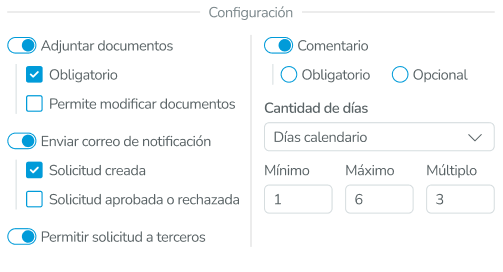 Configuración
Adjuntar documentos
Obligatorio
Permite modificar documentos
Enviar correo de notificación
Solicitud creada
Solicitud aprobada o rechazada
Permitir solicitud a terceros
Comentario
Obligatorio
Opcional
Cantidad de días
Días calendario
Mínimo
Máximo
Múltiplo
1
6
3